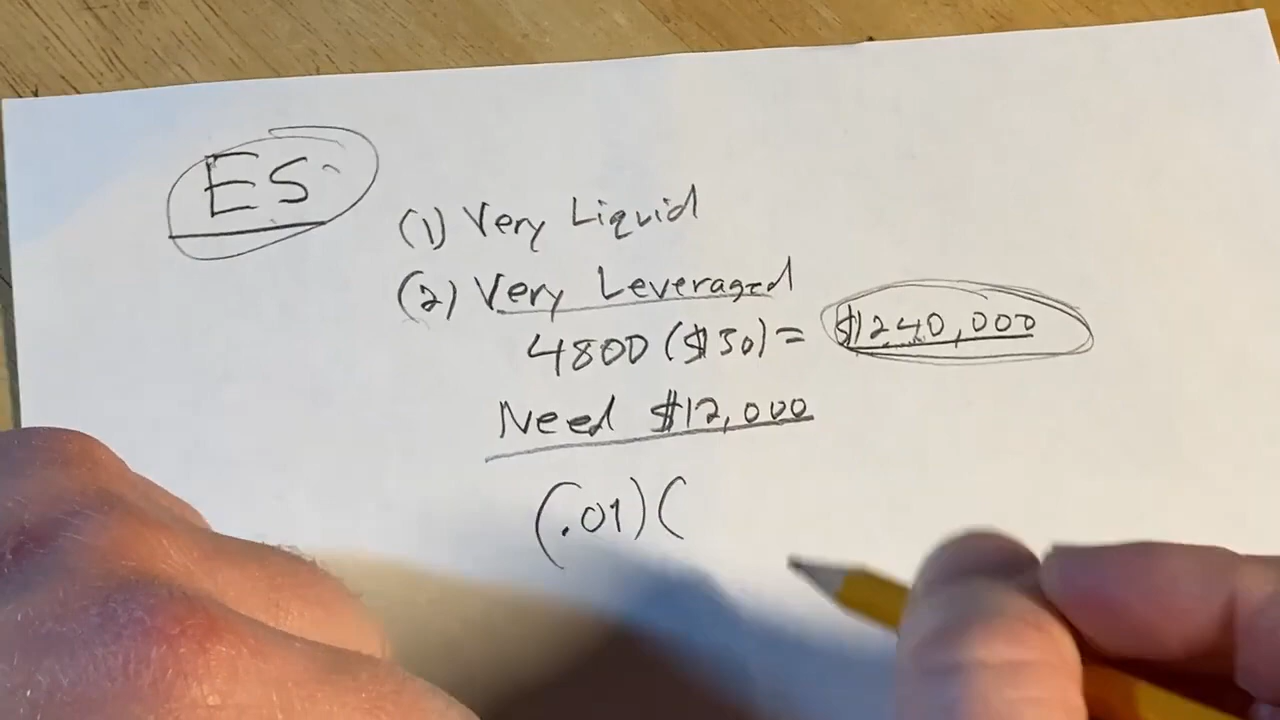 ES
(1) Very Liquid
(2) Very Leveraged
4800 ($50) = $240,000
Need $12,000
(.01)(